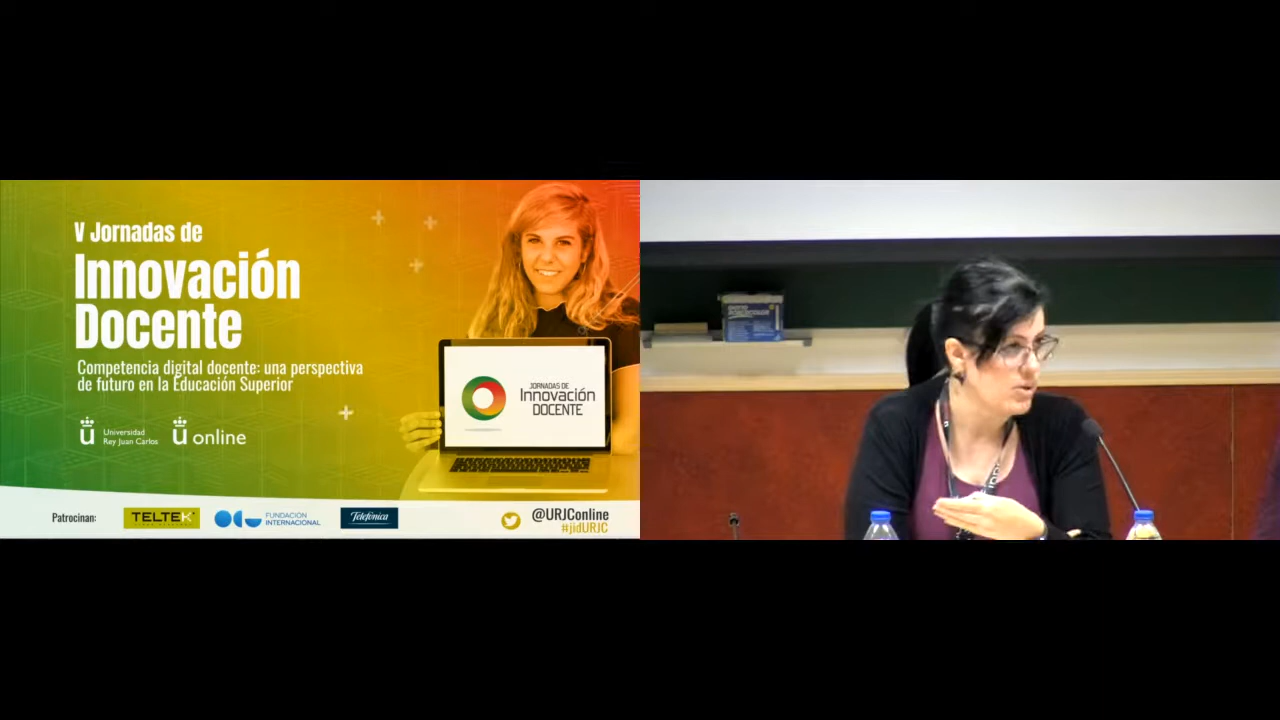 V Jornadas de
Innovación
Docente
Competencia digital docente: una perspectiva
de futuro en la Educación Superior
Universidad
Rey Juan Carlos
online
JORNADAS DE
Innovación
DOCENTE
Patrocinan:
TELTEK
FUNDACIÓN
INTERNACIONAL
Telefónica
@URJConline
#jidURJC